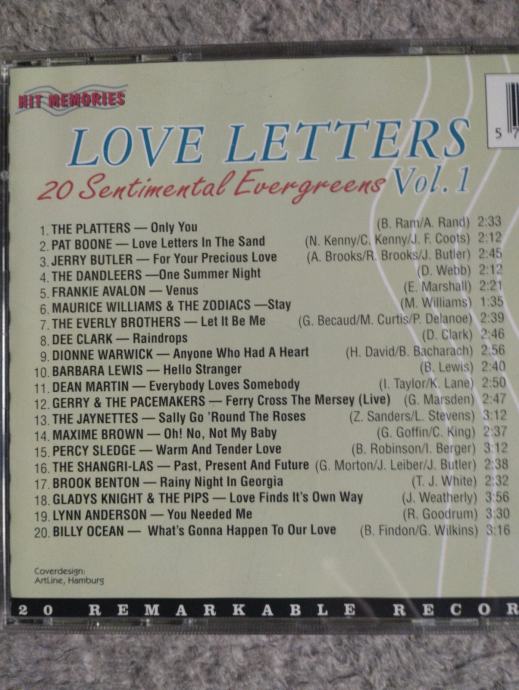 HIT MEMORIES
LOVE LETTERS
20 Sentimental Evergreens Vol. 1
5
1. THE PLATTERS — Only You (B. Ram/A. Rand) 2:33
2. PAT BOONE — Love Letters In The Sand (N. Kenny/C. Kenny/J. F. Coots) 2:12
3. JERRY BUTLER — For Your Precious Love (A. Brooks/R. Brooks/J. Butler) 2:45
4. THE DANDLEERS —One Summer Night (D. Webb) 2:12
5. FRANKIE AVALON — Venus (E. Marshall) 2:21
6. MAURICE WILLIAMS & THE ZODIACS —Stay (M. Williams) 1:35
7. THE EVERLY BROTHERS — Let It Be Me (G. Becaud/M. Curtis/P. Delanoe) 2:39
8. DEE CLARK — Raindrops (D. Clark) 2:46
9. DIONNE WARWICK — Anyone Who Had A Heart (H. David/B. Bacharach) 2:56
10. BARBARA LEWIS — Hello Stranger (B. Lewis) 2:40
11. DEAN MARTIN — Everybody Loves Somebody (I. Taylor/K. Lane) 2:50
12. GERRY & THE PACEMAKERS — Ferry Cross The Mersey (Live) (G. Marsden) 2:47
13. THE JAYNETTES — Sally Go 'Round The Roses (Z. Sanders/L. Stevens) 3:12
14. MAXIME BROWN — Oh! No, Not My Baby (G. Goffin/C. King) 2:37
15. PERCY SLEDGE — Warm And Tender Love (B. Robinson/I. Berger) 3:12
16. THE SHANGRI-LAS — Past, Present And Future (G. Morton/J. Leiber/J. Butler) 2:38
17. BROOK BENTON — Rainy Night In Georgia (T. J. White) 2:32
18. GLADYS KNIGHT & THE PIPS — Love Finds It's Own Way (J. Weatherly) 3:56
19. LYNN ANDERSON — You Needed Me (R. Goodrum) 3:30
20. BILLY OCEAN — What's Gonna Happen To Our Love (B. Findon/G. Wilkins) 3:16
Coverdesign:
ArtLine, Hamburg
20 REMARKABLE RECOR